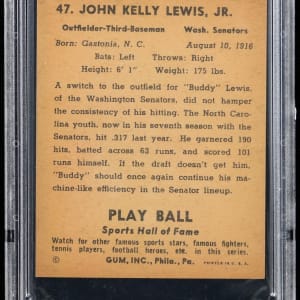 47. JOHN KELLY LEWIS, JR.
Outfielder-Third-Baseman Wash. Senators
Born: Gastonia, N. C. August 10, 1916
Bats: Left Throws: Right
Height: 6' 1" Weight: 175 lbs.
A switch to the outfield for "Buddy" Lewis,
of the Washington Senators, did not hamper
the consistency of his hitting. The North Caro-
lina youth, now in his seventh season with the
Senators, hit .317 last year. He garnered 190
hits, batted across 63 runs, and scored 101
runs himself. If the draft doesn't get him,
"Buddy" should once again continue his ma-
chine-like efficiency in the Senator lineup.
PLAY BALL
Sports Hall of Fame
Watch for other famous sports stars, famous fighters,
tennis players, football heroes, etc., in this series.
© GUM, INC., Phila., Pa. PRINTED IN U. S. A.